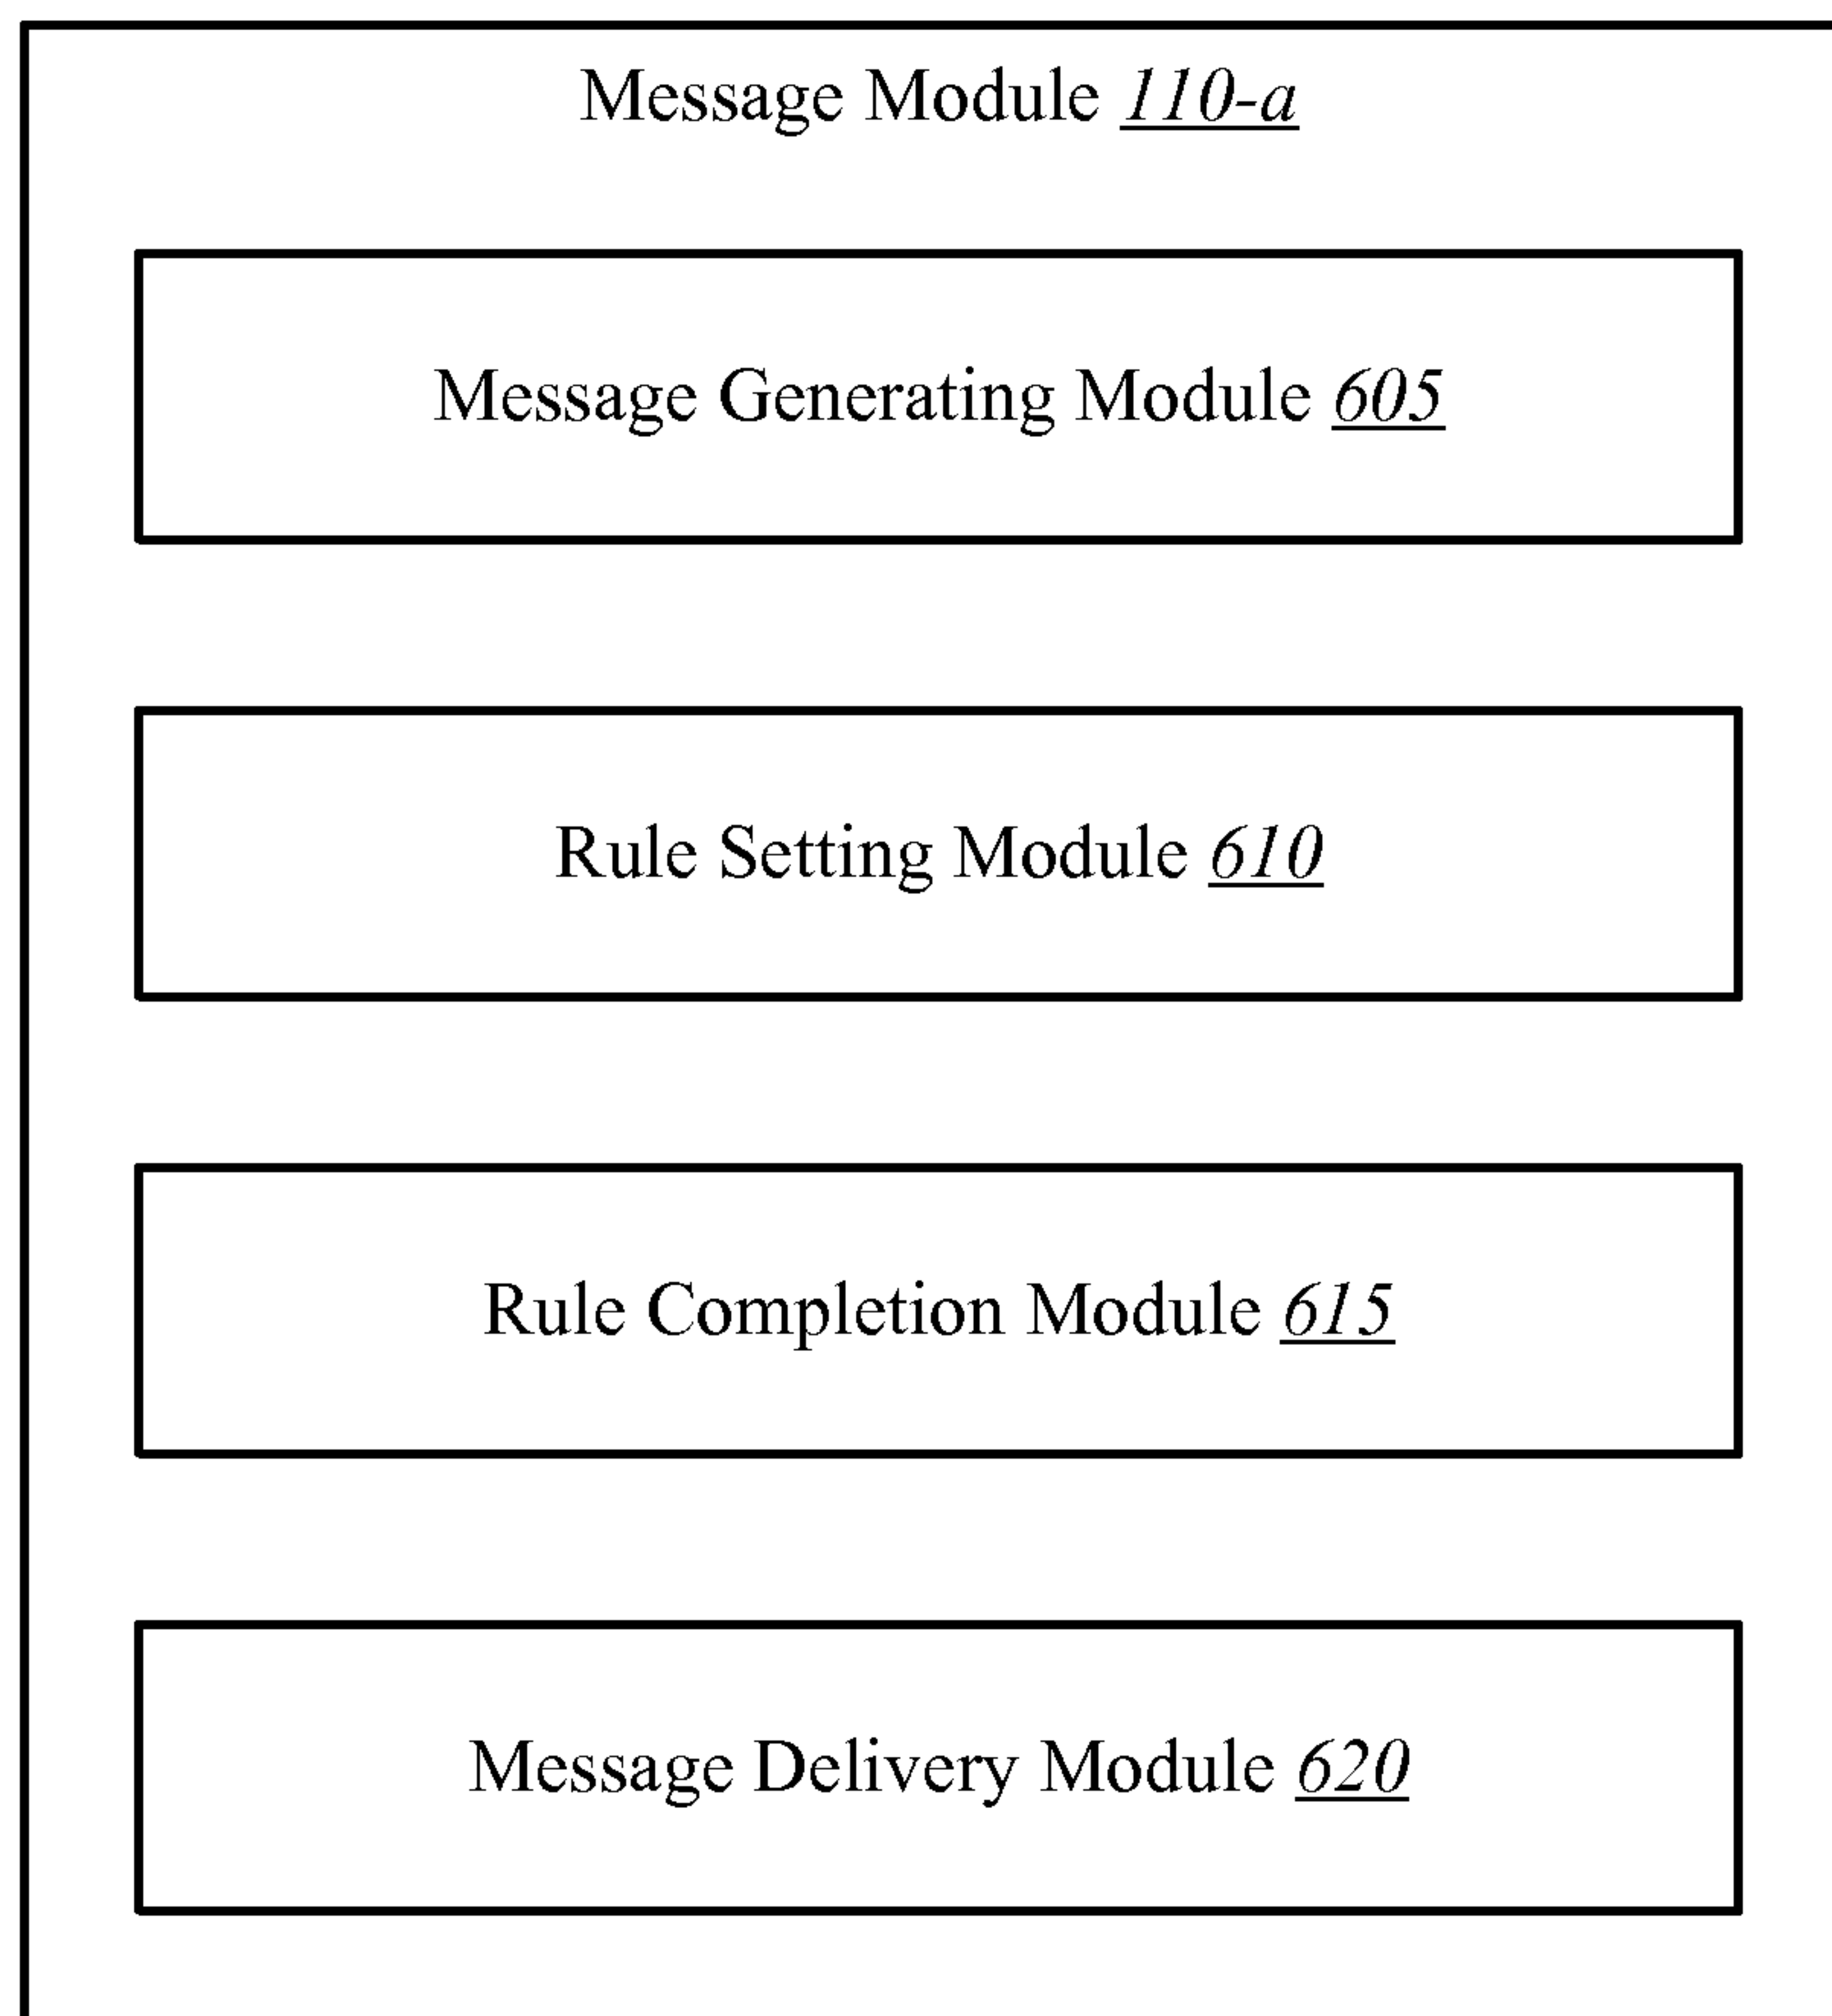 Message Module 110-a
Message Generating Module 605
Rule Setting Module 610
Rule Completion Module 615
Message Delivery Module 620